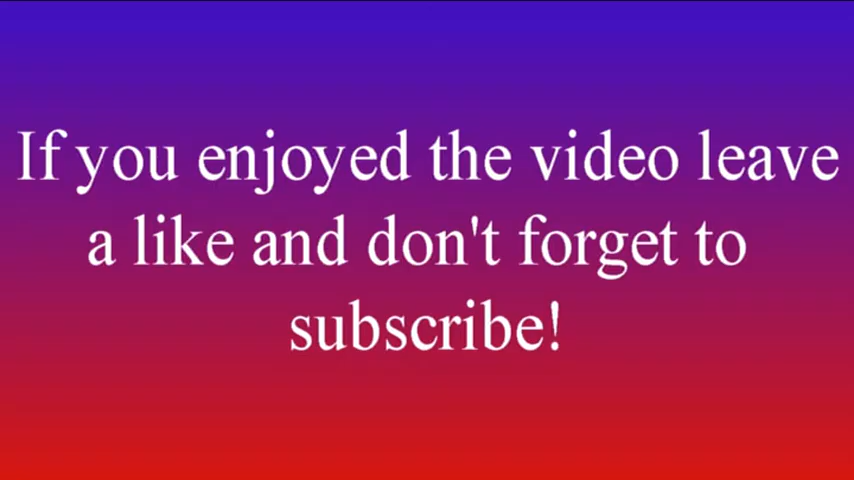 If you enjoyed the video leave
a like and don't forget to
subscribe!